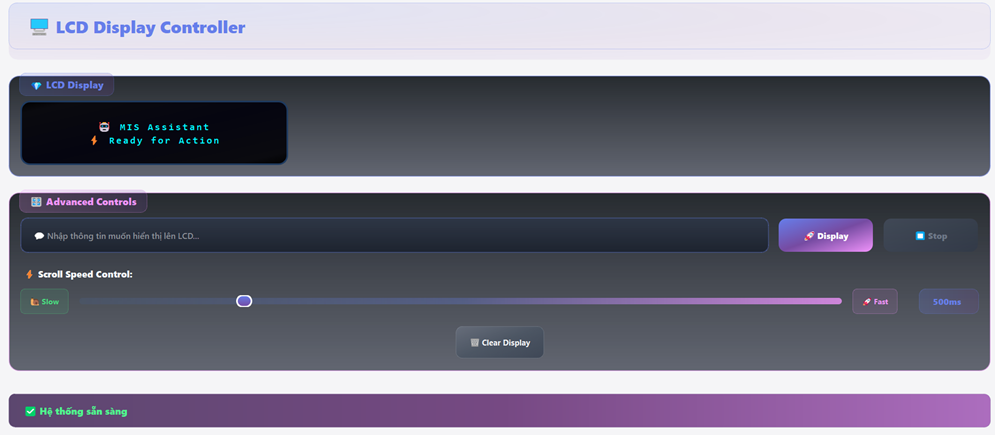 LCD Display Controller
LCD Display
MIS Assistant
Ready for Action
Advanced Controls
Nhập thông tin muốn hiển thị lên LCD...
Display
Stop
Scroll Speed Control:
Slow
Fast
500ms
Clear Display
Hệ thống sẵn sàng